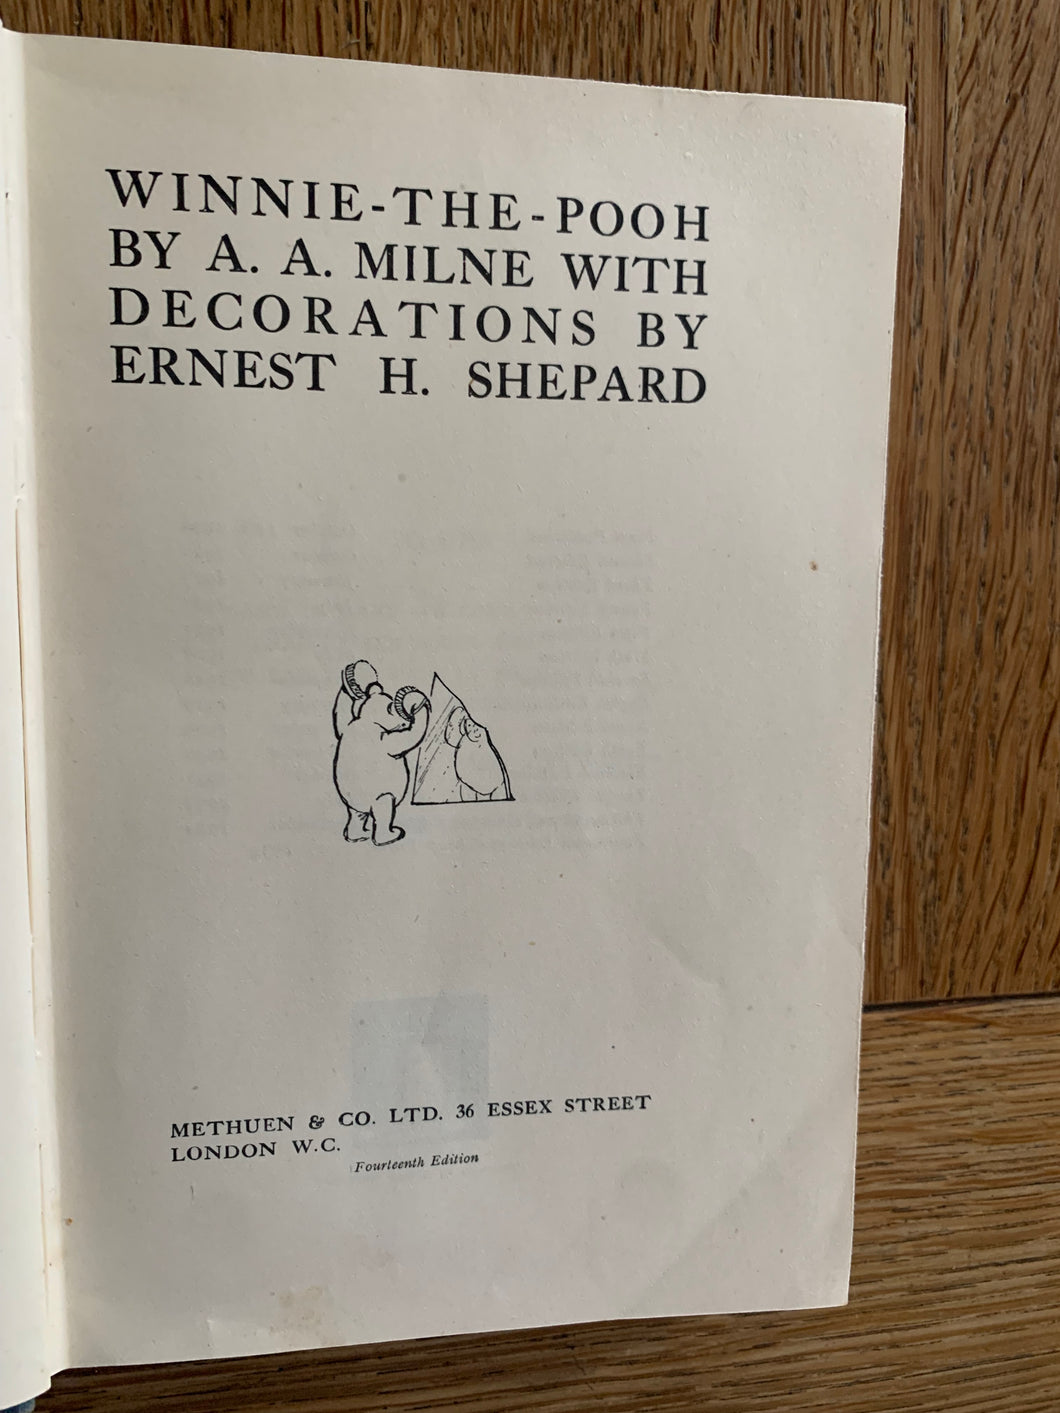 WINNIE-THE-POOH
BY A. A. MILNE WITH
DECORATIONS BY
ERNEST H. SHEPARD
METHUEN & CO. LTD. 36 ESSEX STREET
LONDON W.C.
Fourteenth Edition